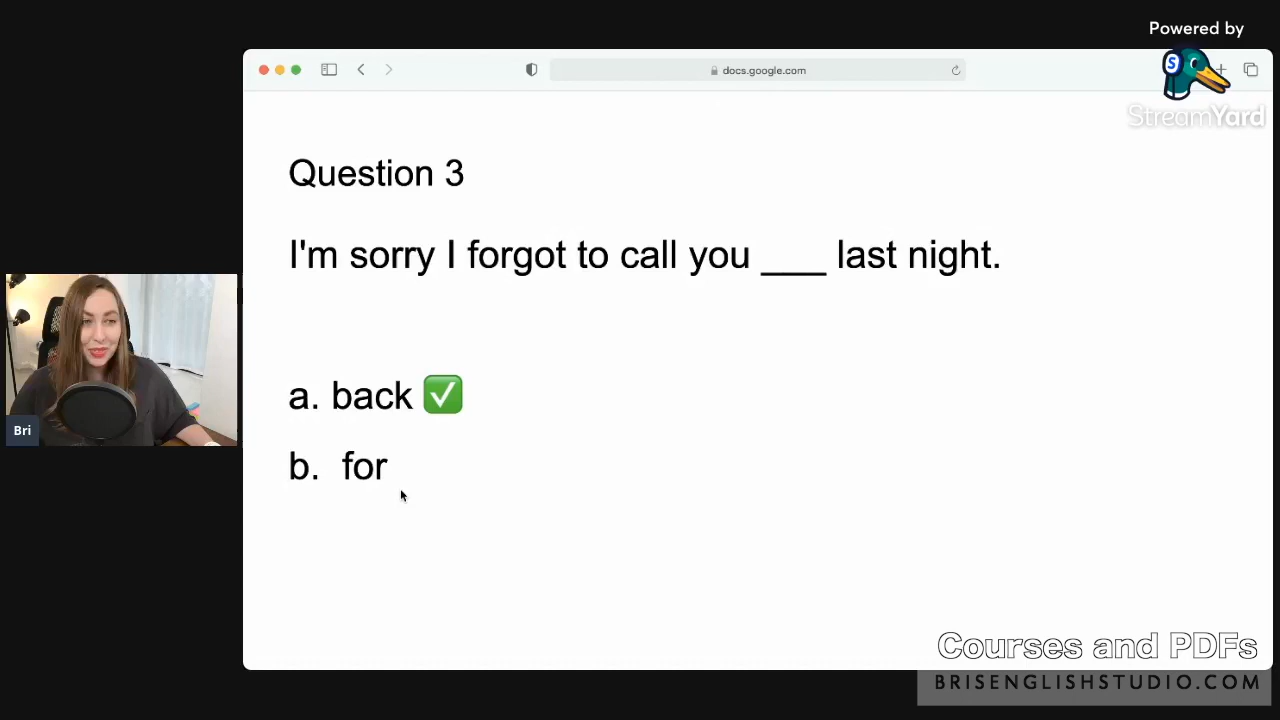 Powered by
S
StreamYard
docs.google.com
Question 3
I'm sorry I forgot to call you ___ last night.
a. back ✅
b. for
Bri
Courses and PDFs
BRISENGLISHSTUDIO.COM